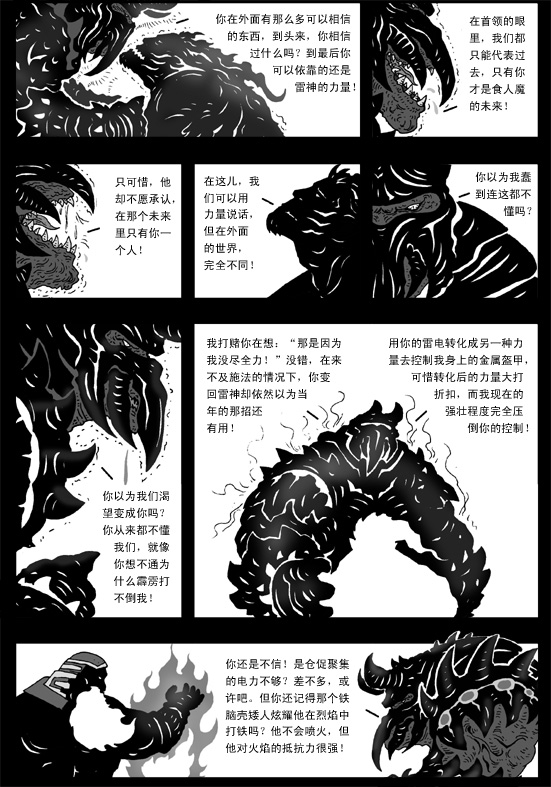 你在外面有那么多可以相信
的东西，到头来，你相信
过什么吗？到最后你
可以依靠的还是
雷神的力量！
在首领的眼
里，我们都
只能代表过
去，只有你
才是食人魔
的未来！
只可惜，他
却不愿承认，
在那个未来
里只有你一
个人！
在这儿，我
们可以用
力量说话，
但在外面
的世界，
完全不同！
你以为我蠢
到连这都不
懂吗？
你以为我们渴
望变成你吗？
你从来都不懂
我们，就像
你想不通为
什么霹雳打
不倒我！
我打赌你在想：“那是因为
我没尽全力！”没错，在来
不及施法的情况下，你变
回雷神却依然以为当
年的那招还
有用！
用你的雷电转化成另一种力
量去控制我身上的金属盔甲，
可惜转化后的力量大打
折扣，而我现在的
强壮程度完全压
倒你的控制！
你还是不信！是仓促聚集
的电力不够？差不多，或
许吧。但你还记得那个铁
脑壳矮人炫耀他在烈焰中
打铁吗？他不会喷火，但
他对火焰的抵抗力很强！